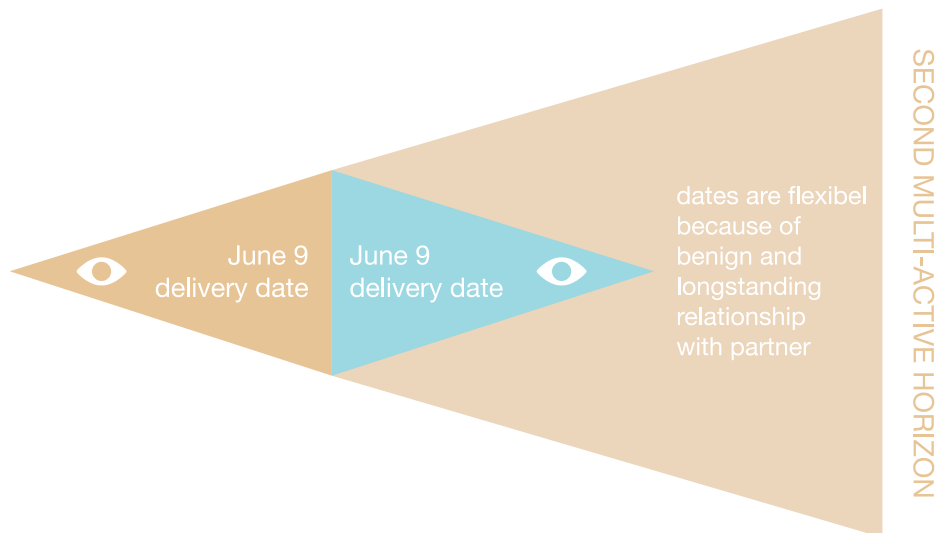 June 9
delivery date
June 9
delivery date
dates are flexibel
because of
benign and
longstanding
relationship
with partner
SECOND MULTI-ACTIVE HORIZON